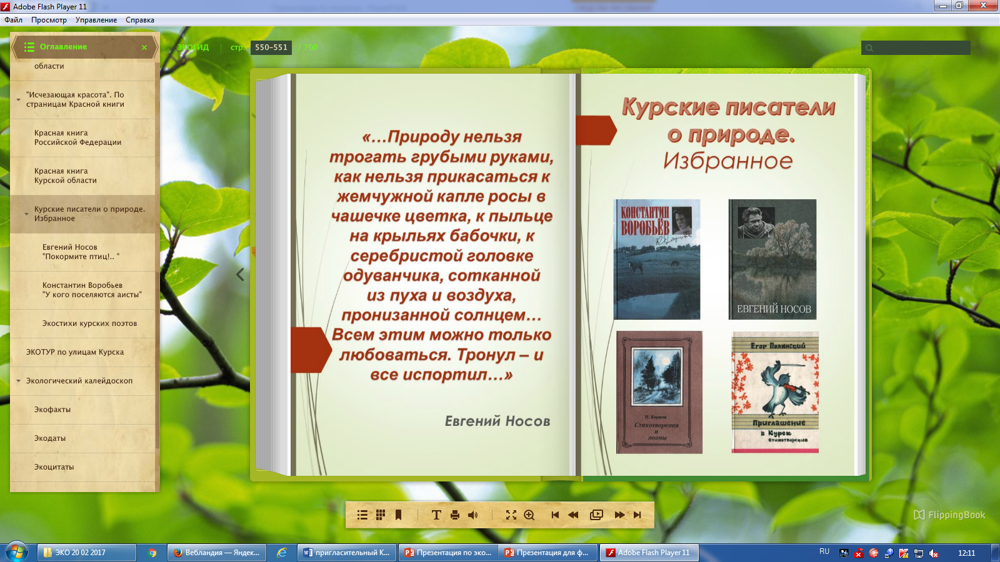 Adobe Flash Player 11
Файл Просмотр Управление Справка
Оглавление ×
области
"Исчезающая красота". По
страницам Красной книги
Красная книга
Российской Федерации
Красная книга
Курской области
Курские писатели о природе.
Избранное
Евгений Носов
"Покормите птиц!.. "
Константин Воробьев
"У кого поселяются аисты"
Экостихи курских поэтов
ЭКОТУР по улицам Курска
Экологический калейдоскоп
Экофакты
Экодаты
Экоцитаты
ЭКОГИД стр. 550-551 / 700
«...Природу нельзя
трогать грубыми руками,
как нельзя прикасаться к
жемчужной капле росы в
чашечке цветка, к пыльце
на крыльях бабочки, к
серебристой головке
одуванчика, сотканной
из пуха и воздуха,
пронизанной солнцем...
Всем этим можно только
любоваться. Тронул – и
все испортил...»
Евгений Носов
Курские писатели
о природе.
Избранное
КОНСТАНТИН
ВОРОБЬЁВ
ЕВГЕНИЙ НОСОВ
Стихотворения
и
поэмы
Егор Полянский
Приглашение
в Курск
стихотворения
FlippingBook
ЭКО 20 02 2017
Вебландия — Яндек...
пригласительный К...
Презентация по эко...
Презентация для ф...
Adobe Flash Player 11
RU
12:11